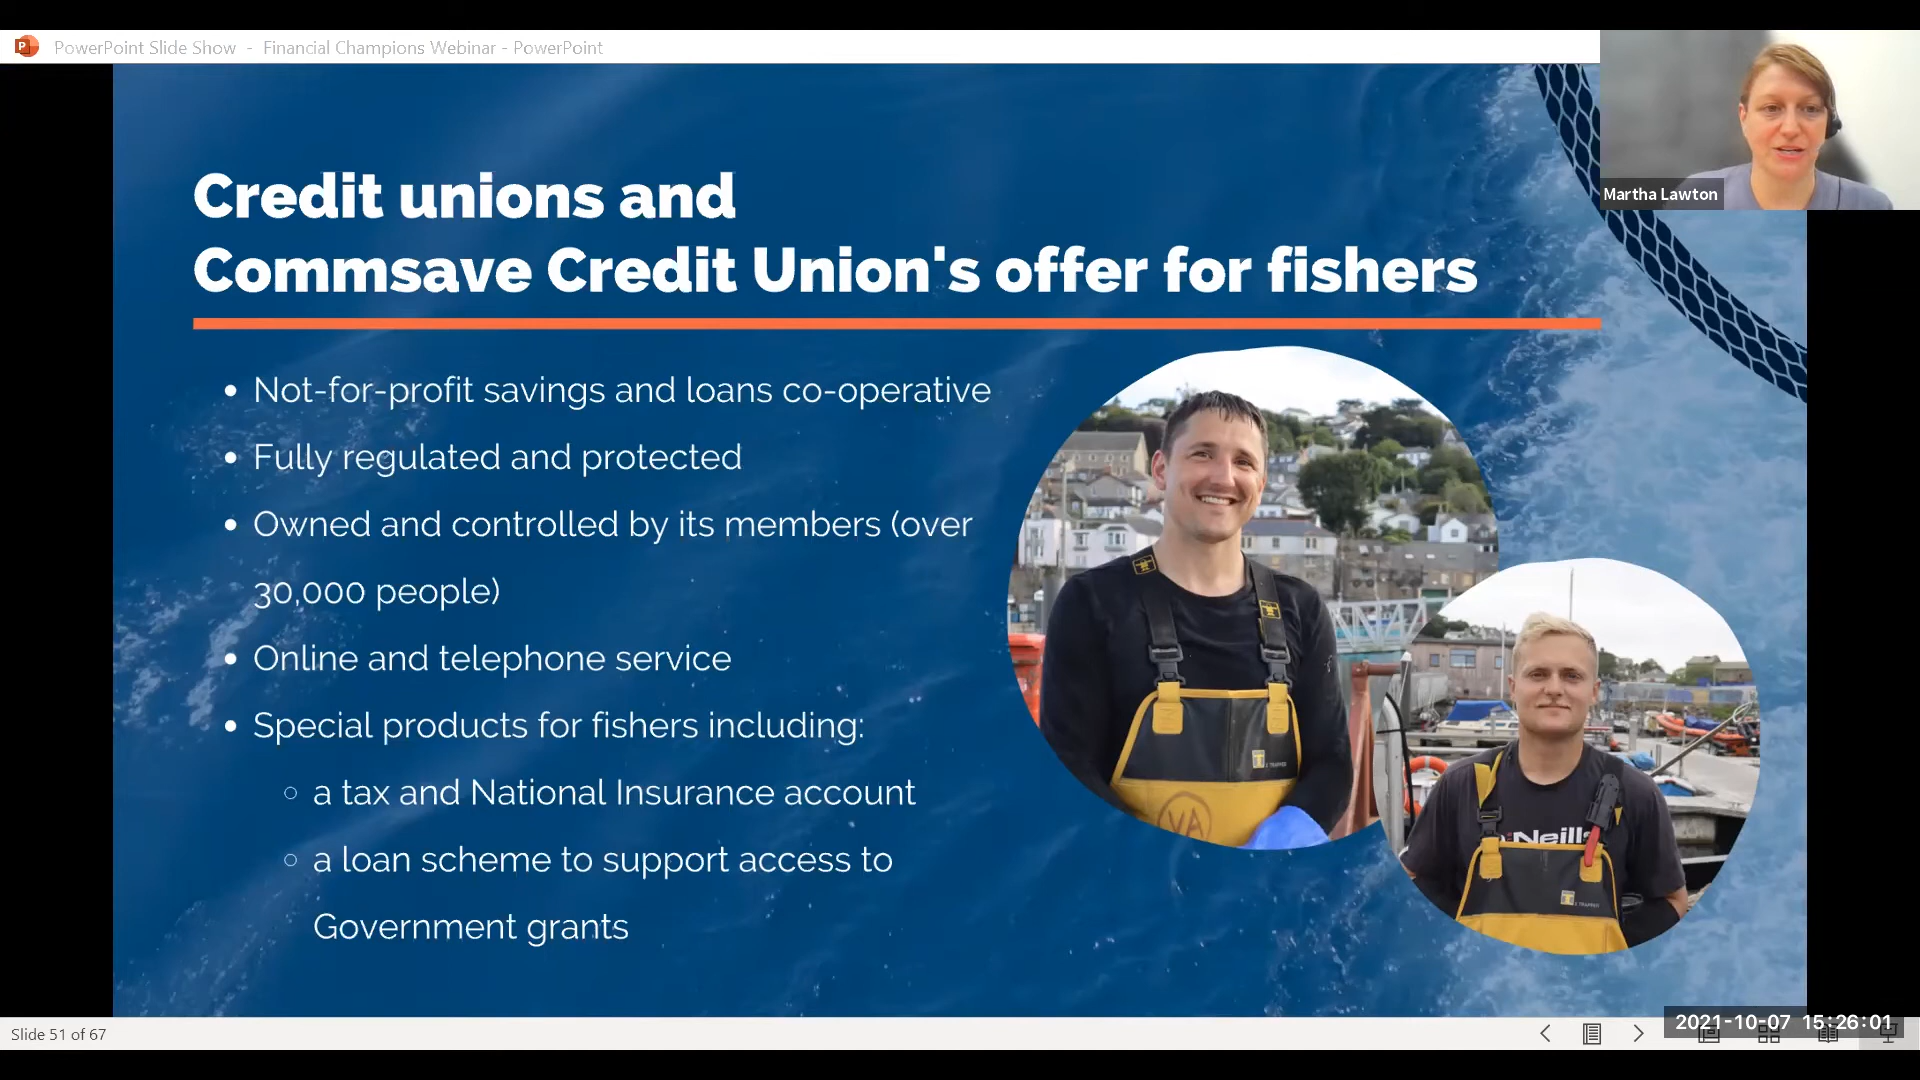 PowerPoint Slide Show - Financial Champions Webinar - PowerPoint
Martha Lawton
Credit unions and
Commsave Credit Union's offer for fishers
• Not-for-profit savings and loans co-operative
• Fully regulated and protected
• Owned and controlled by its members (over
30,000 people)
• Online and telephone service
• Special products for fishers including:
○ a tax and National Insurance account
○ a loan scheme to support access to
Government grants
VA
Slide 51 of 67
2021-10-07 15:26:01